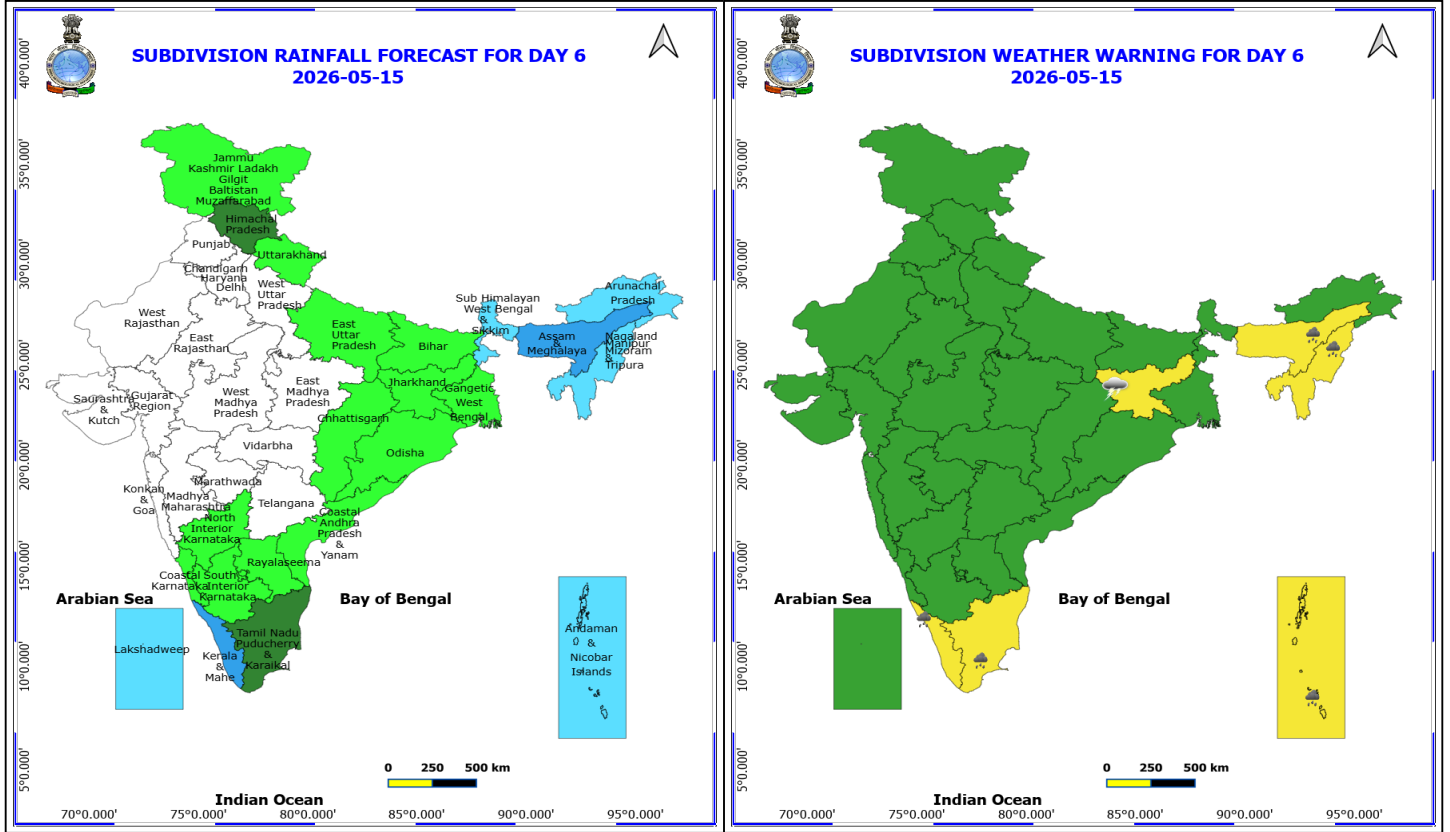 SUBDIVISION RAINFALL FORECAST FOR DAY 6
2026-05-15
40°0.000'
35°0.000'
30°0.000'
25°0.000'
20°0.000'
15°0.000'
10°0.000'
5°0.000'
Jammu
Kashmir Ladakh
Gilgit
Baltistan
Muzaffarabad
Himachal
Pradesh
Punjab
Uttarakhand
Chandigarh
Haryana
Delhi
West
Uttar
Pradesh
West
Rajasthan
East
Rajasthan
East
Uttar
Pradesh
Bihar
Sub Himalayan
West Bengal
&
Sikkim
Arunachal
Pradesh
Assam
&
Meghalaya
Nagaland
Manipur
Mizoram
&
Tripura
Saurashtra
&
Kutch
Gujarat
Region
West
Madhya
Pradesh
East
Madhya
Pradesh
Jharkhand
Gangetic
West
Bengal
Chhattisgarh
Vidarbha
Odisha
Konkan
&
Goa
Madhya
Maharashtra
Marathwada
Telangana
North
Interior
Karnataka
Coastal
Andhra
Pradesh
&
Yanam
Rayalaseema
Coastal
Karnataka
South
Interior
Karnataka
Arabian Sea
Bay of Bengal
Lakshadweep
Kerala
&
Mahe
Tamil Nadu
Puducherry
&
Karaikal
Andaman
&
Nicobar
Islands
0 250 500 km
Indian Ocean
70°0.000' 75°0.000' 80°0.000' 85°0.000' 90°0.000' 95°0.000'
SUBDIVISION WEATHER WARNING FOR DAY 6
2026-05-15
40°0.000'
35°0.000'
30°0.000'
25°0.000'
20°0.000'
15°0.000'
10°0.000'
5°0.000'
Arabian Sea
Bay of Bengal
0 250 500 km
Indian Ocean
70°0.000' 75°0.000' 80°0.000' 85°0.000' 90°0.000' 95°0.000'